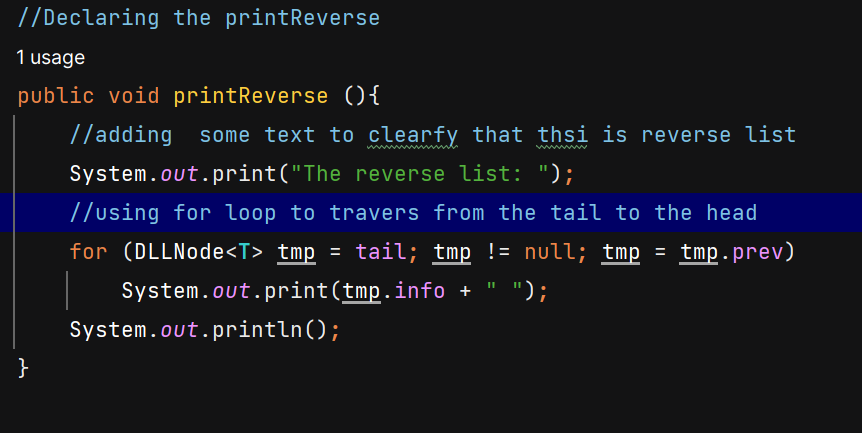 //Declaring the printReverse
1 usage
public void printReverse (){
//adding  some text to clearfy that thsi is reverse list
System.out.print("The reverse list: ");
//using for loop to travers from the tail to the head
for (DLLNode<T> tmp = tail; tmp != null; tmp = tmp.prev)
System.out.print(tmp.info + " ");
System.out.println();
}